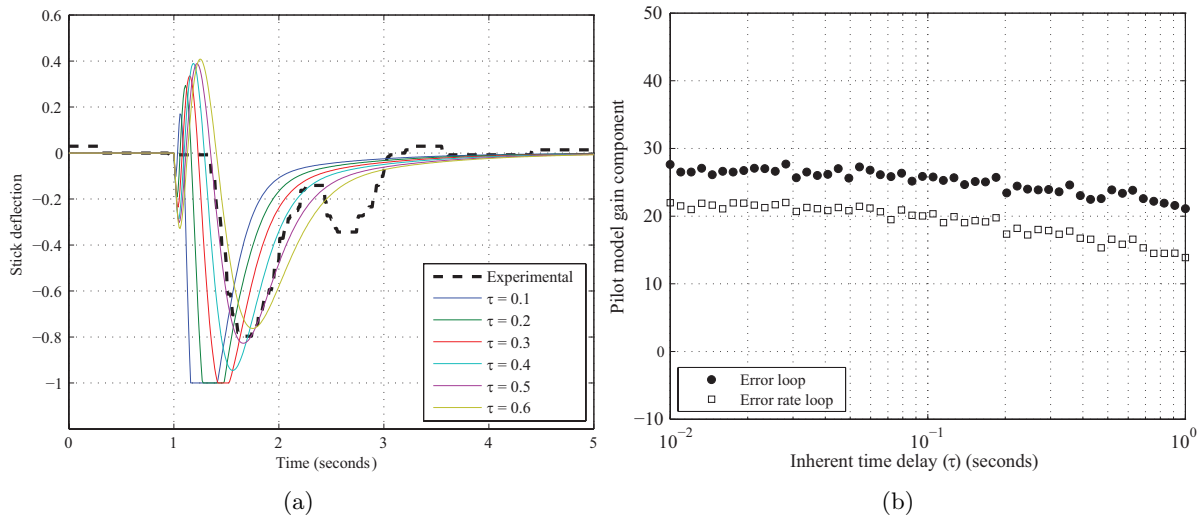 0.6
0.4
0.2
0
−0.2
−0.4
−0.6
−0.8
−1
Stick deflection
0 1 2 3 4 5
Time (seconds)
Experimental
τ = 0.1
τ = 0.2
τ = 0.3
τ = 0.4
τ = 0.5
τ = 0.6
(a)
50
40
30
20
10
0
−10
Pilot model gain component
10⁻² 10⁻¹ 10⁰
Inherent time delay (τ) (seconds)
Error loop
Error rate loop
(b)